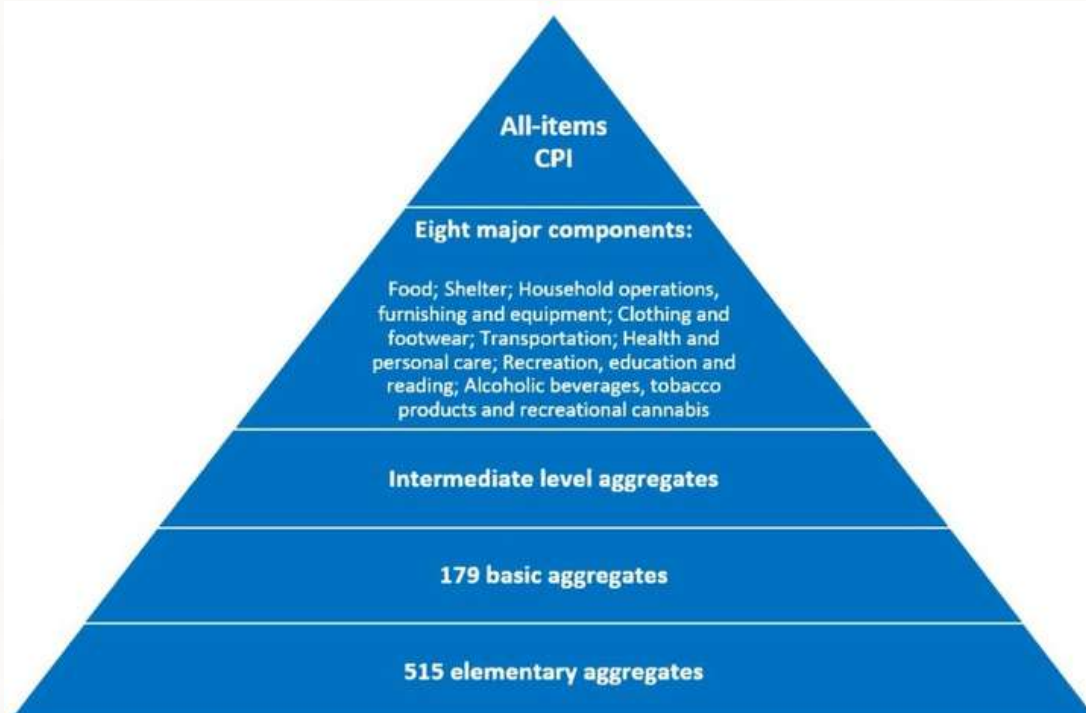 All-items
CPI
Eight major components:
Food; Shelter; Household operations,
furnishing and equipment; Clothing and
footwear; Transportation; Health and
personal care; Recreation, education and
reading; Alcoholic beverages, tobacco
products and recreational cannabis
Intermediate level aggregates
179 basic aggregates
515 elementary aggregates